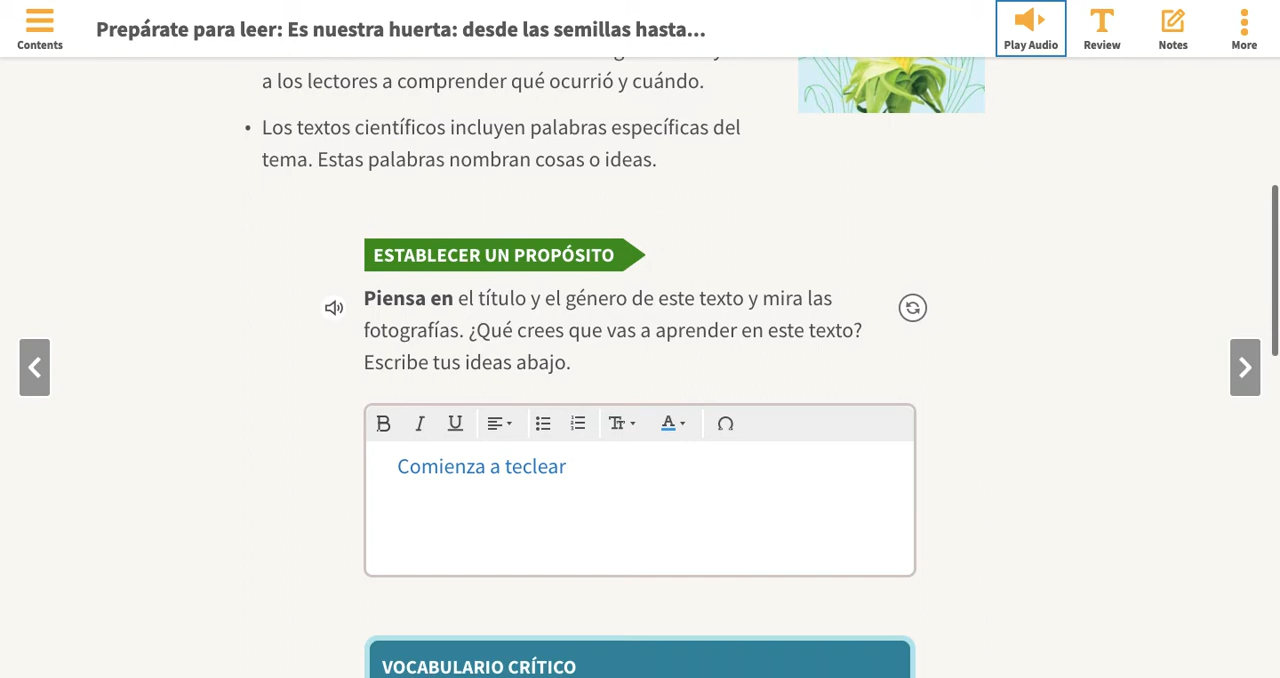 Contents
Prepárate para leer: Es nuestra huerta: desde las semillas hasta...
Play Audio
Review
Notes
More
a los lectores a comprender qué ocurrió y cuándo.
• Los textos científicos incluyen palabras específicas del
tema. Estas palabras nombran cosas o ideas.
ESTABLECER UN PROPÓSITO
Piensa en el título y el género de este texto y mira las
fotografías. ¿Qué crees que vas a aprender en este texto?
Escribe tus ideas abajo.
Comienza a teclear
VOCABULARIO CRÍTICO